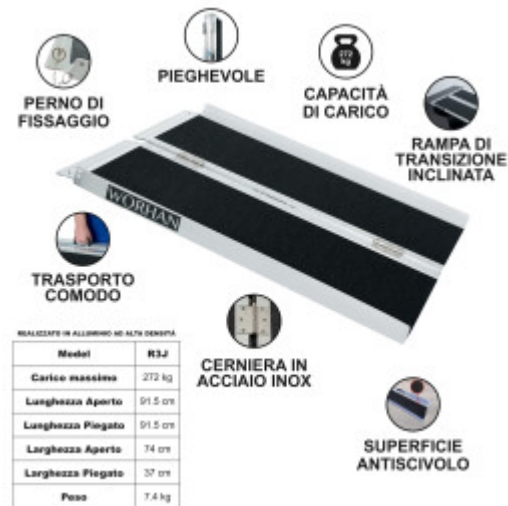 PIEGHEVOLE
272
kg
CAPACITÀ
DI CARICO
PERNO DI
FISSAGGIO
RAMPA DI
TRANSIZIONE
INCLINATA
WORHAN
TRASPORTO
COMODO
CERNIERA IN
ACCIAIO INOX
SUPERFICIE
ANTISCIVOLO
REALIZZATO IN ALLUMINIO AD ALTA DENSITÀ
Model R3J
Carico massimo 272 kg
Lunghezza Aperto 91.5 cm
Lunghezza Piegato 91.5 cm
Larghezza Aperto 74 cm
Larghezza Piegato 37 cm
Peso 7.4 kg